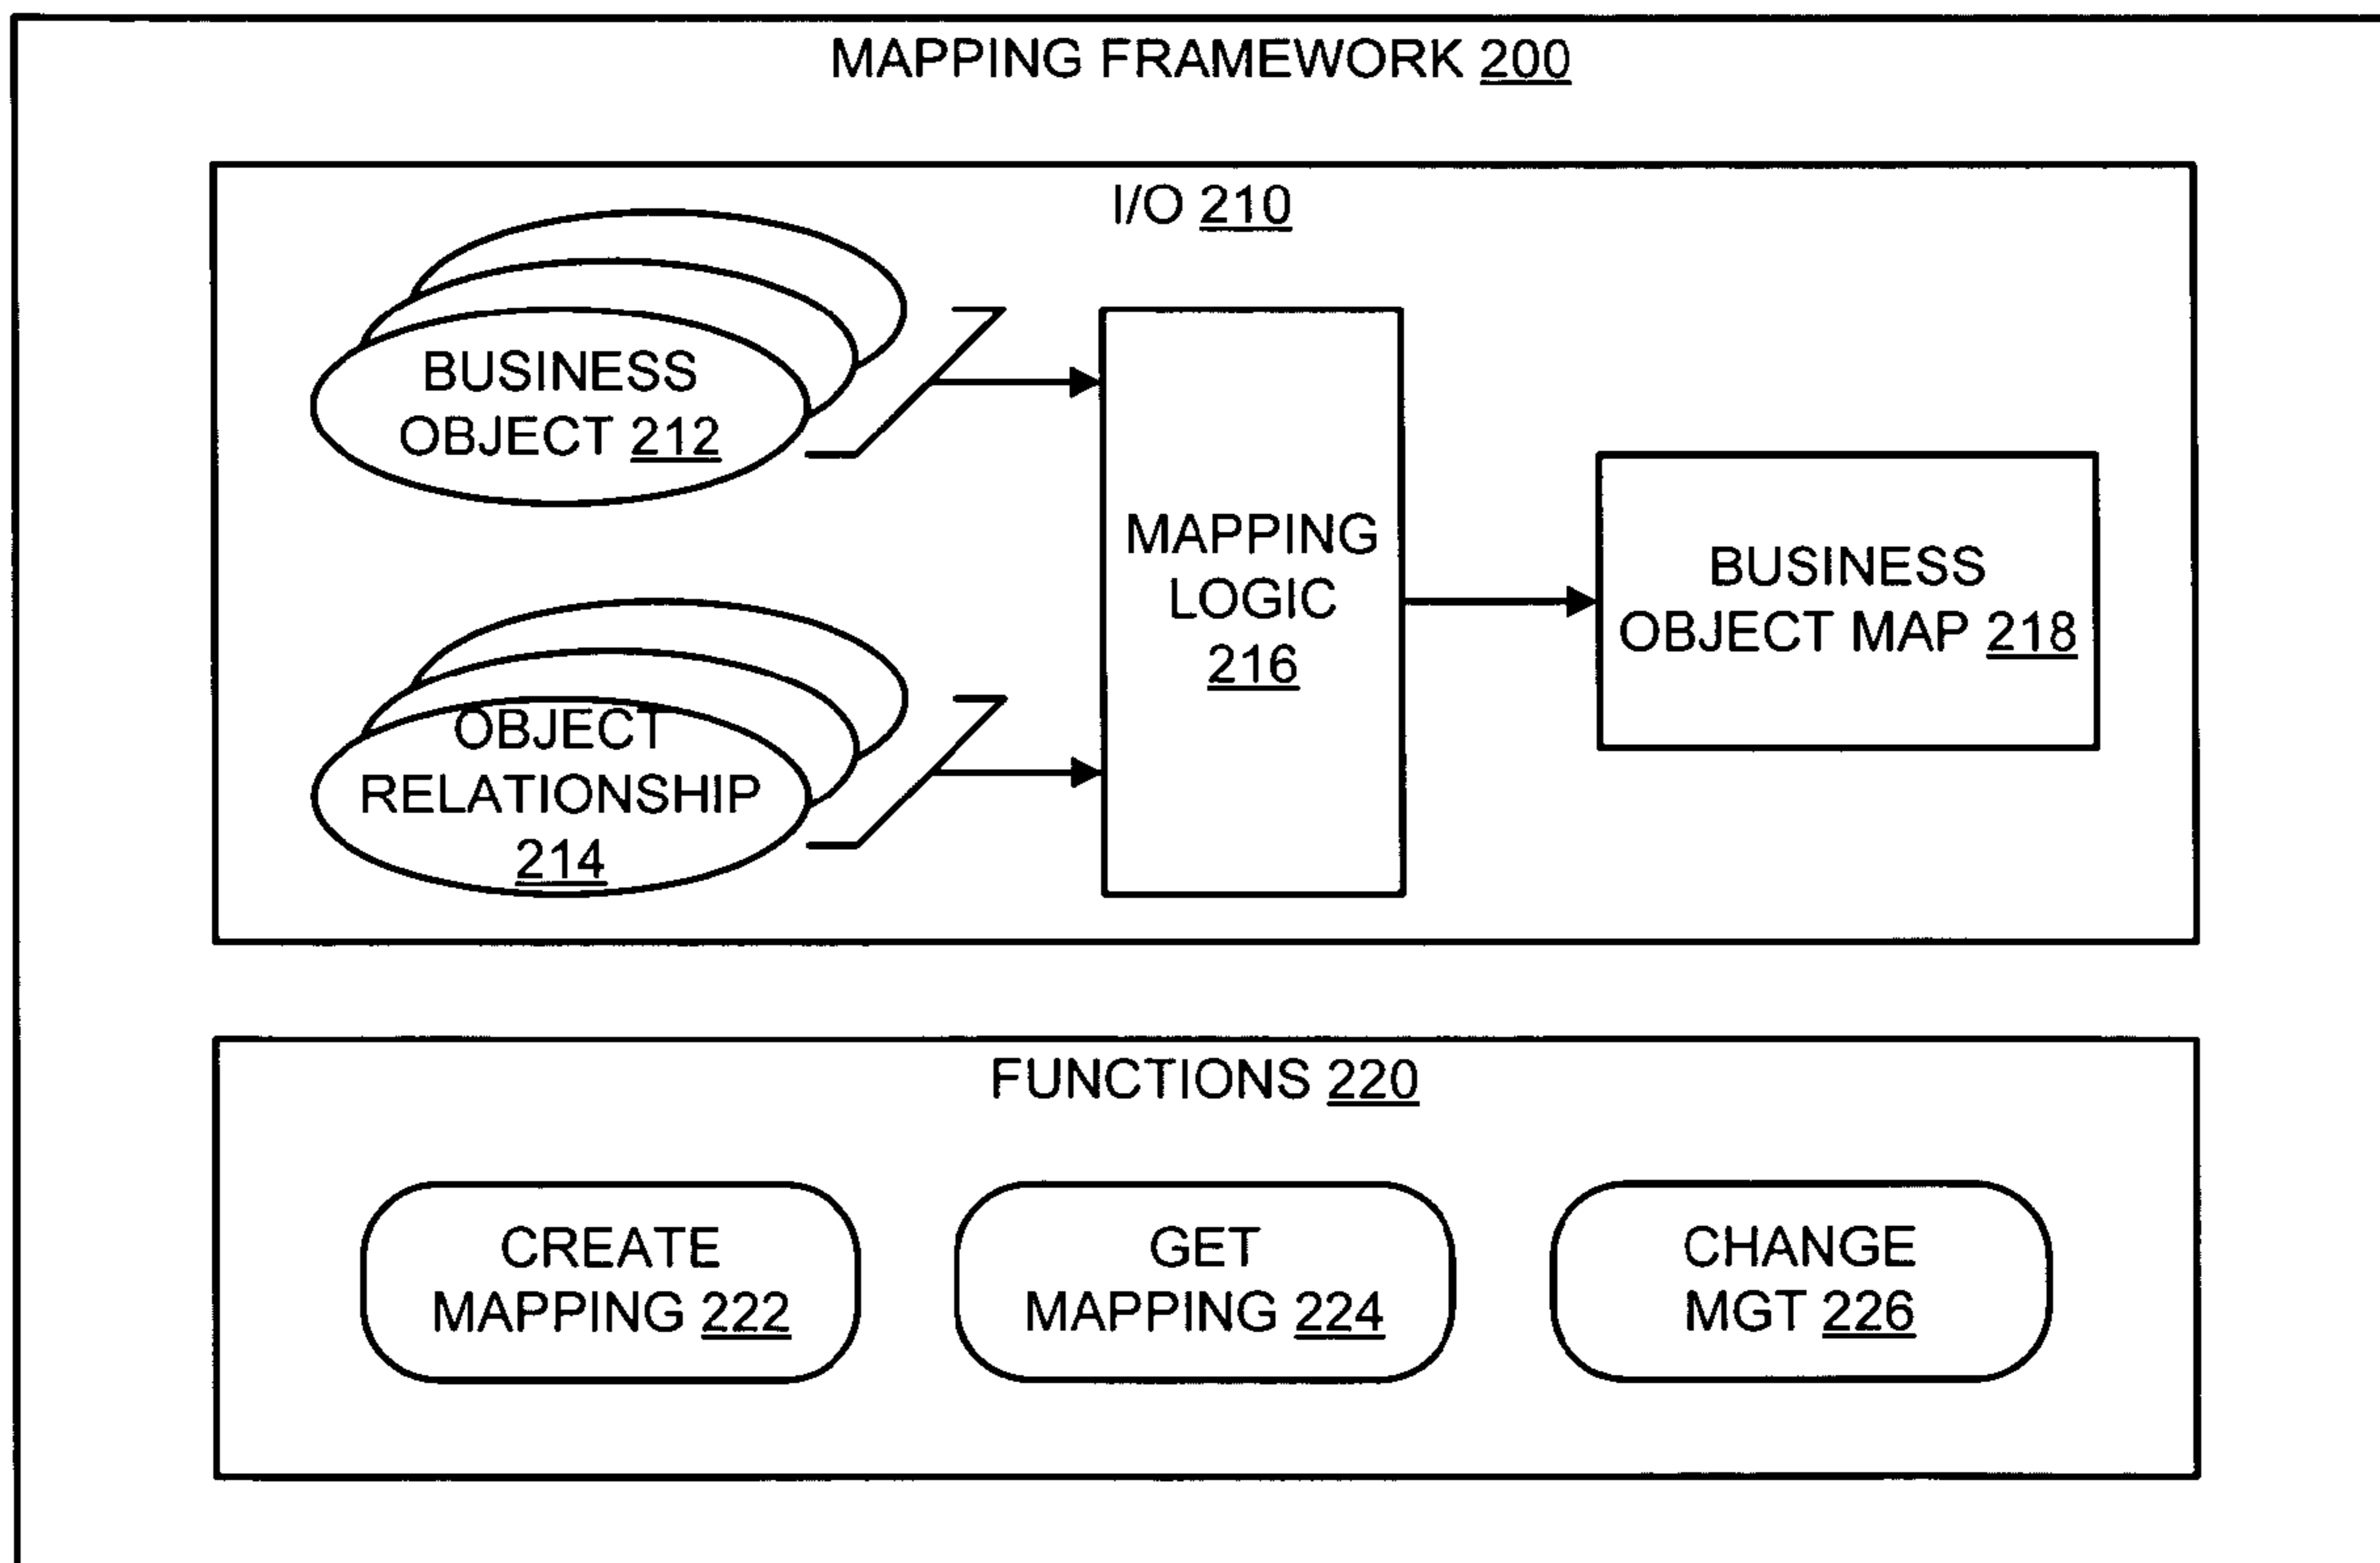 MAPPING FRAMEWORK 200
I/O 210
BUSINESS
OBJECT 212
OBJECT
RELATIONSHIP
214
MAPPING
LOGIC
216
BUSINESS
OBJECT MAP 218
FUNCTIONS 220
CREATE
MAPPING 222
GET
MAPPING 224
CHANGE
MGT 226